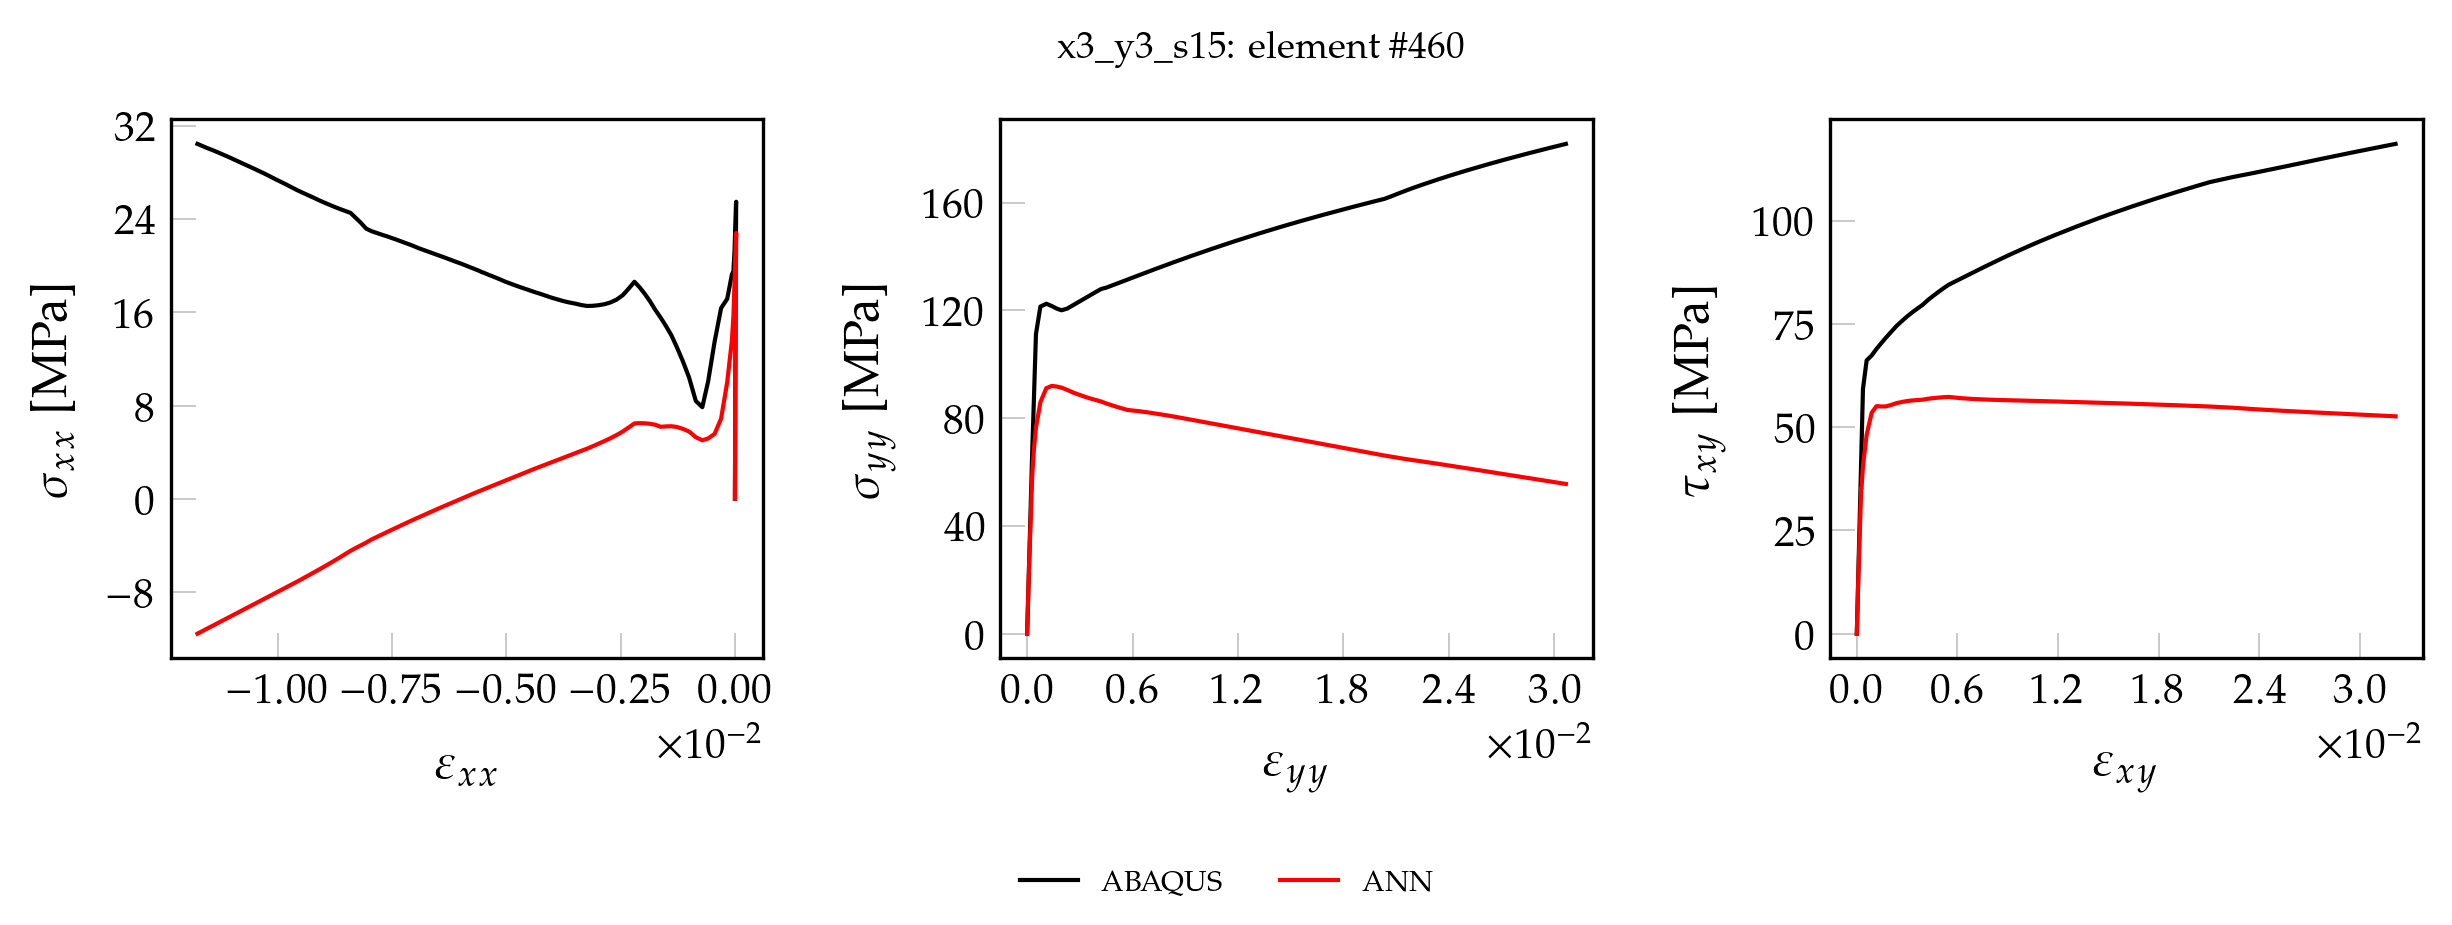 x3_y3_s15: element #460
σxx [MPa]
32
24
16
8
0
−8
−1.00 −0.75 −0.50 −0.25 0.00
×10−2
εxx
σyy [MPa]
160
120
80
40
0
0.0 0.6 1.2 1.8 2.4 3.0
×10−2
εyy
τxy [MPa]
100
75
50
25
0
0.0 0.6 1.2 1.8 2.4 3.0
×10−2
εxy
ABAQUS ANN